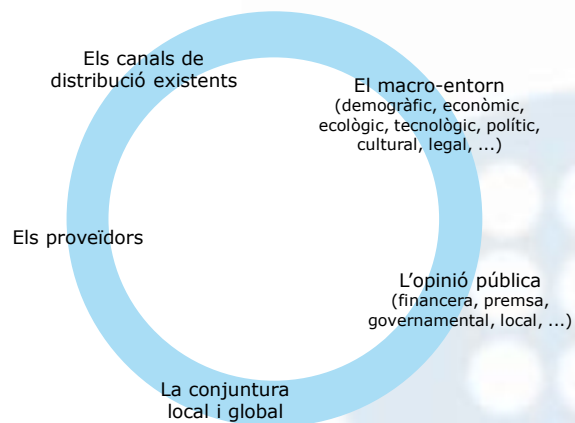 Els canals de
distribució existents
El macro-entorn
(demogràfic, econòmic,
ecològic, tecnològic, polític,
cultural, legal, ...)
Els proveïdors
L'opinió pública
(financera, premsa,
governamental, local, ...)
La conjuntura
local i global